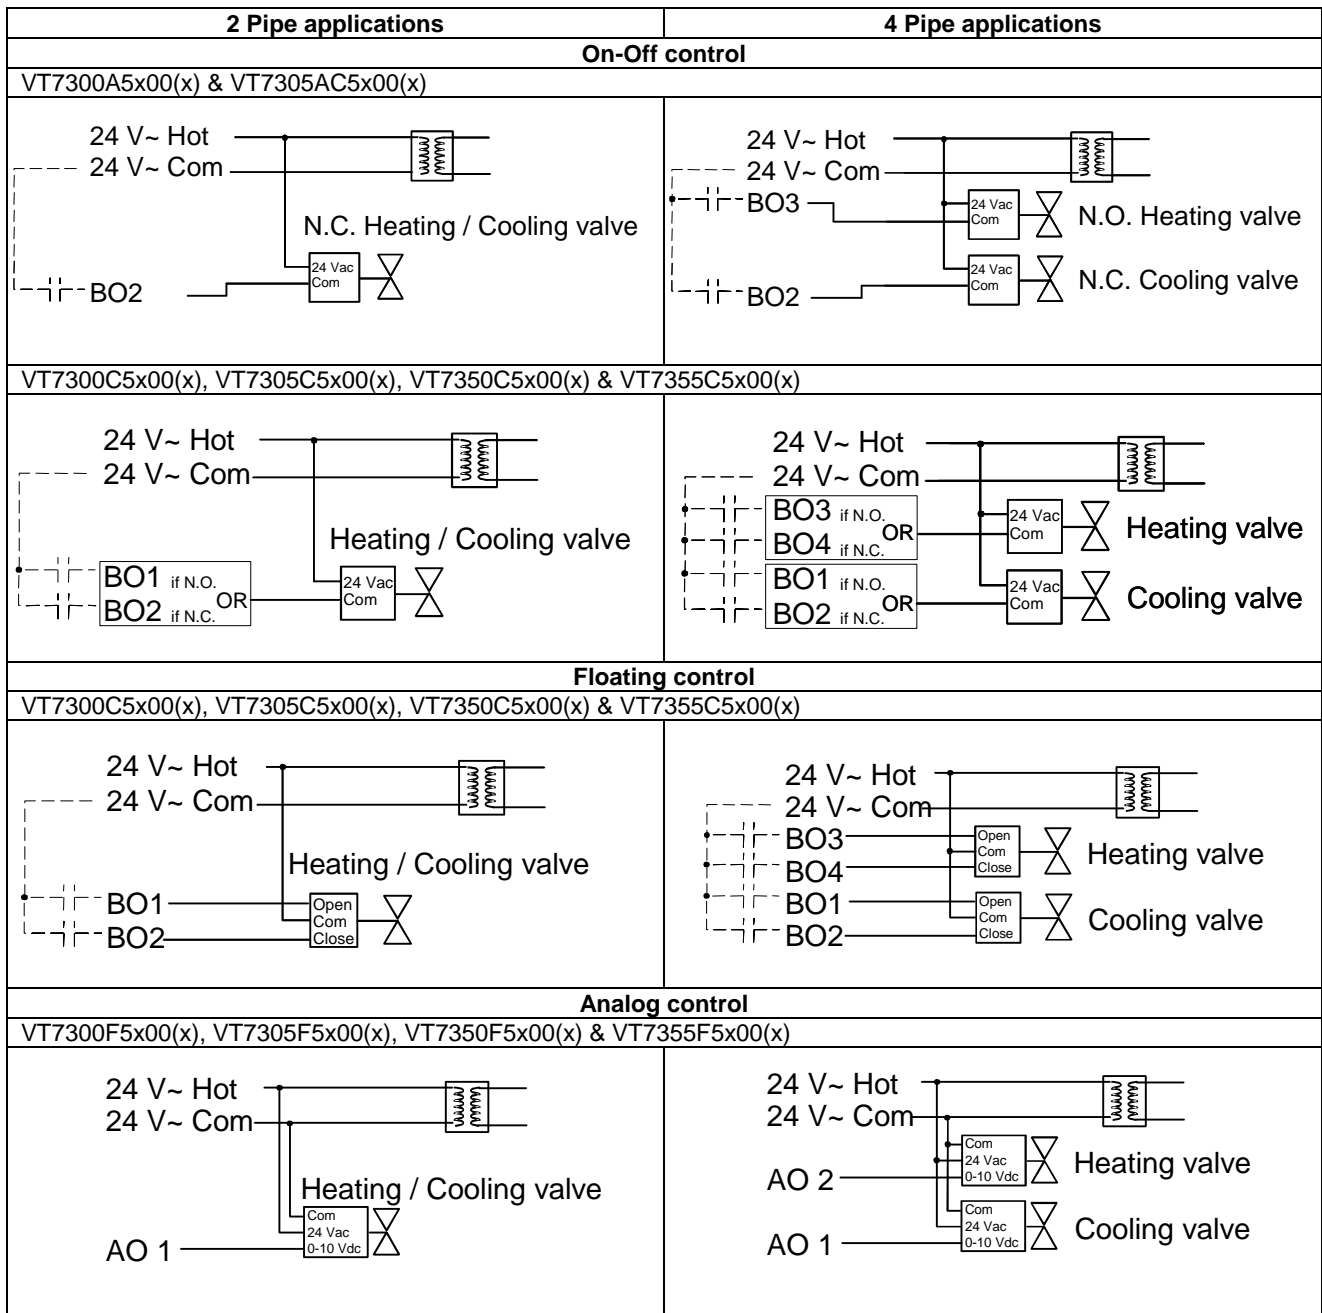 2 Pipe applications
4 Pipe applications
On-Off control
VT7300A5x00(x) & VT7305AC5x00(x)
24 V~ Hot
24 V~ Com
N.C. Heating / Cooling valve
24 Vac
Com
BO2
24 V~ Hot
24 V~ Com
BO3
24 Vac
Com
N.O. Heating valve
BO2
24 Vac
Com
N.C. Cooling valve
VT7300C5x00(x), VT7305C5x00(x), VT7350C5x00(x) & VT7355C5x00(x)
24 V~ Hot
24 V~ Com
Heating / Cooling valve
BO1 if N.O.
OR
BO2 if N.C.
24 Vac
Com
24 V~ Hot
24 V~ Com
BO3 if N.O.
OR
BO4 if N.C.
24 Vac
Com
Heating valve
BO1 if N.O.
OR
BO2 if N.C.
24 Vac
Com
Cooling valve
Floating control
VT7300C5x00(x), VT7305C5x00(x), VT7350C5x00(x) & VT7355C5x00(x)
24 V~ Hot
24 V~ Com
Heating / Cooling valve
BO1
BO2
Open
Com
Close
24 V~ Hot
24 V~ Com
BO3
BO4
Open
Com
Close
Heating valve
BO1
BO2
Open
Com
Close
Cooling valve
Analog control
VT7300F5x00(x), VT7305F5x00(x), VT7350F5x00(x) & VT7355F5x00(x)
24 V~ Hot
24 V~ Com
Heating / Cooling valve
Com
24 Vac
0-10 Vdc
AO 1
24 V~ Hot
24 V~ Com
Com
24 Vac
0-10 Vdc
Heating valve
AO 2
Com
24 Vac
0-10 Vdc
Cooling valve
AO 1